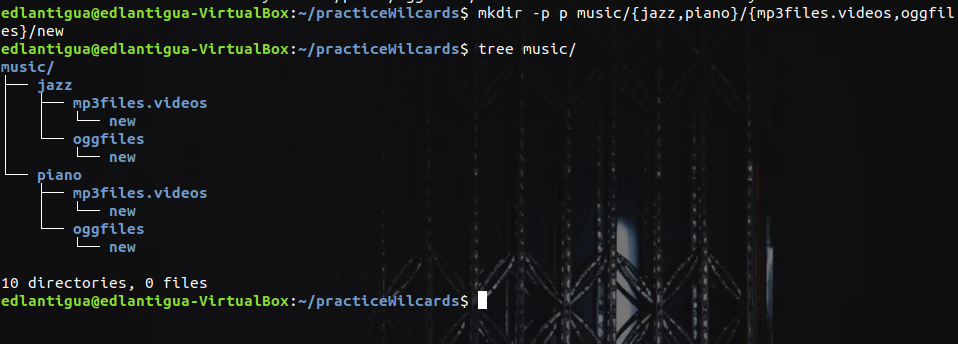 edlantigua@edlantigua-VirtualBox:~/practiceWilcards$ mkdir -p p music/{jazz,piano}/{mp3files.videos,oggfil
es}/new
edlantigua@edlantigua-VirtualBox:~/practiceWilcards$ tree music/
music/
├── jazz
│   ├── mp3files.videos
│   │   └── new
│   └── oggfiles
│       └── new
└── piano
    ├── mp3files.videos
    │   └── new
    └── oggfiles
        └── new
10 directories, 0 files
edlantigua@edlantigua-VirtualBox:~/practiceWilcards$